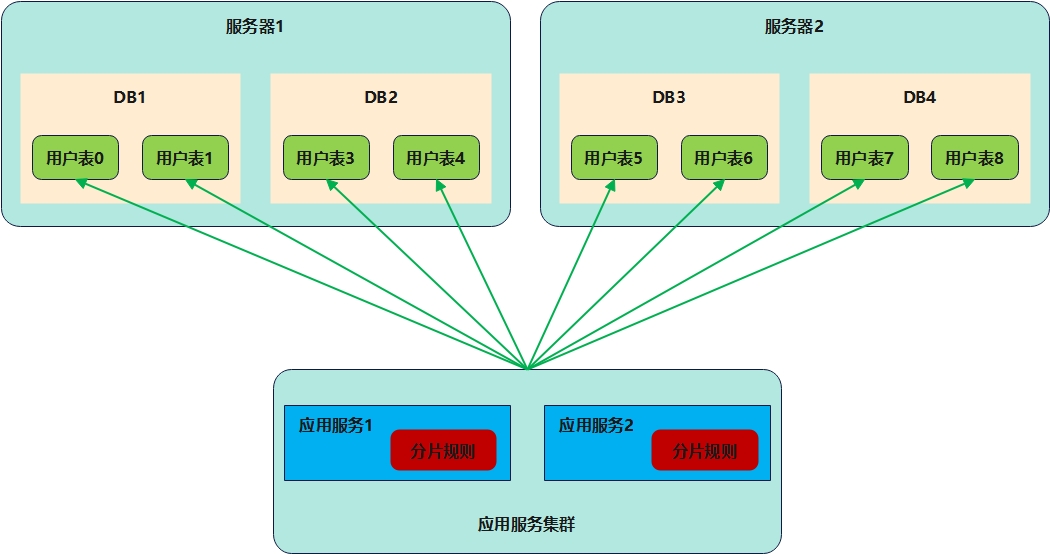 服务器1
服务器2
DB1
DB2
DB3
DB4
用户表0
用户表1
用户表3
用户表4
用户表5
用户表6
用户表7
用户表8
应用服务1
分片规则
应用服务2
分片规则
应用服务集群